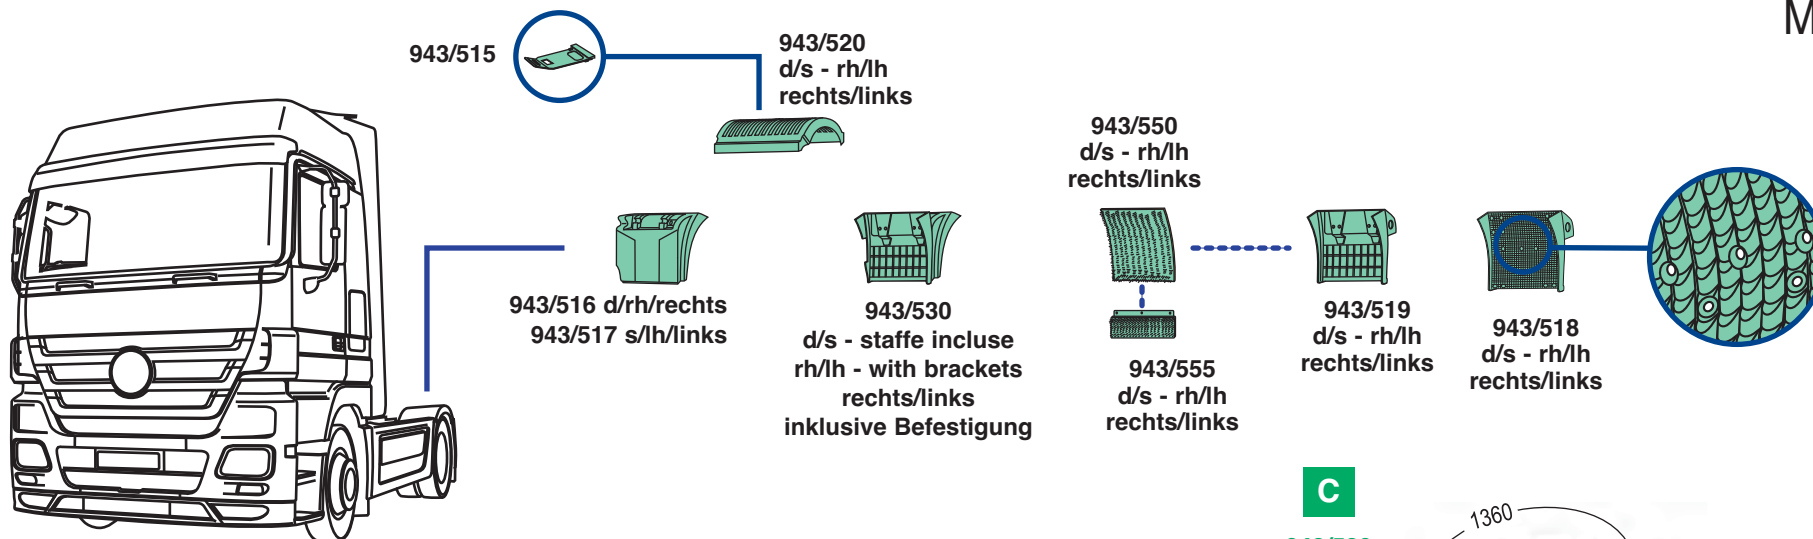 943/515
943/520
d/s - rh/lh
rechts/links
943/550
d/s - rh/lh
rechts/links
943/516 d/rh/rechts
943/517 s/lh/links
943/530
d/s - staffe incluse
rh/lh - with brackets
rechts/links
inklusive Befestigung
943/555
d/s - rh/lh
rechts/links
943/519
d/s - rh/lh
rechts/links
943/518
d/s - rh/lh
rechts/links
M
C
1360